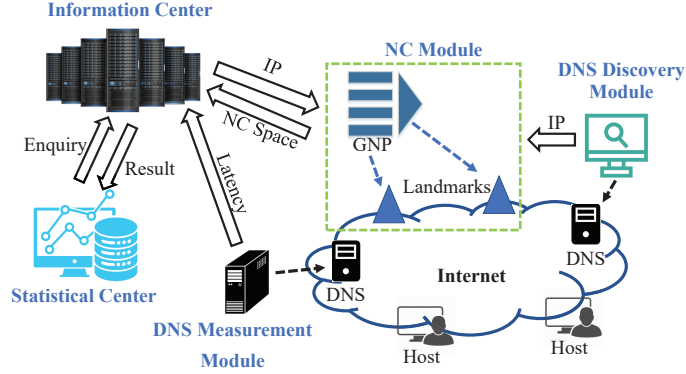 Information Center
NC Module
DNS Discovery
Module
IP
NC Space
GNP
IP
Enquiry
Result
Latency
Landmarks
DNS
DNS
Internet
Statistical Center
DNS Measurement
Module
Host
Host